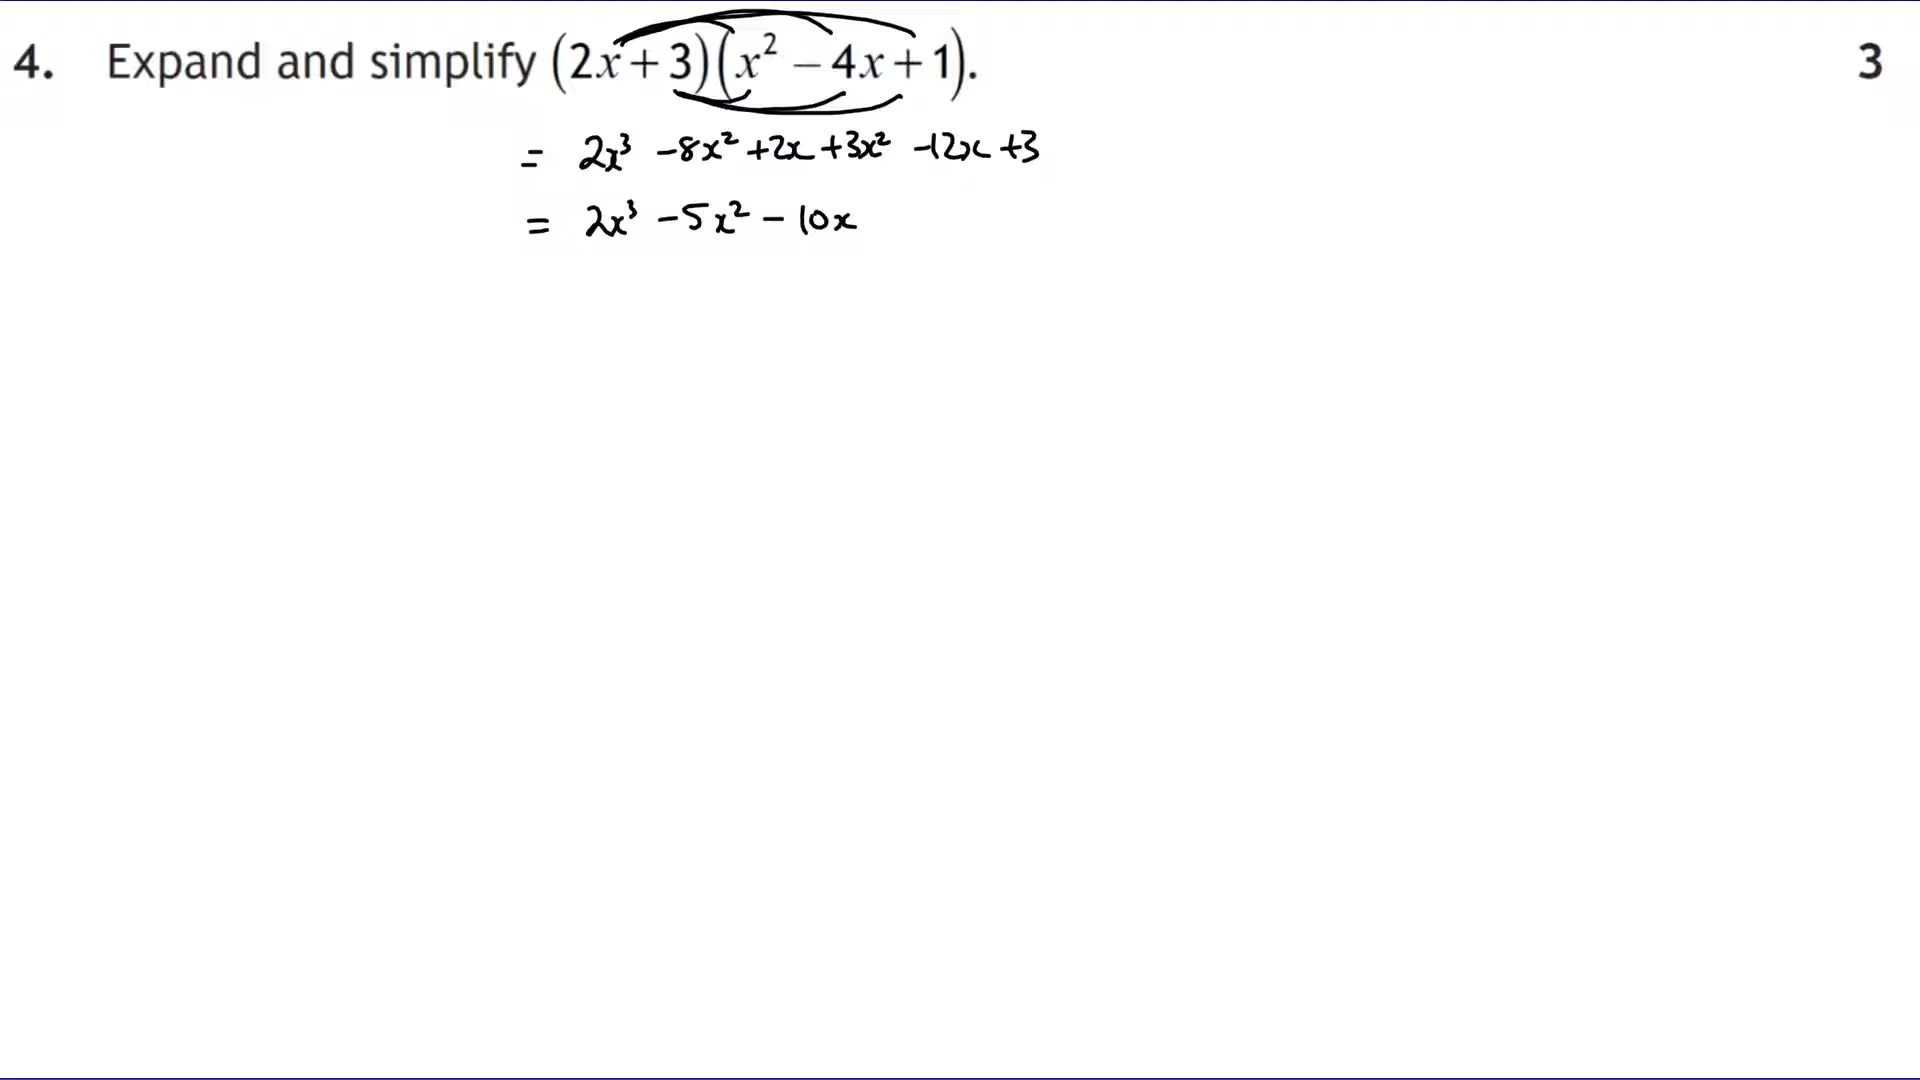 4. Expand and simplify (2x + 3)(x² − 4x + 1). 3
= 2x³ −8x² +2x +3x² −12x +3
= 2x³ −5x² − 10x